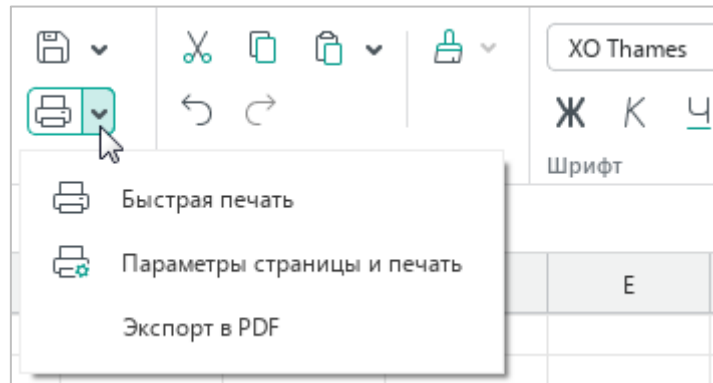 XO Thames
Ж К Ч
Шрифт
Быстрая печать
Параметры страницы и печать
Экспорт в PDF
E